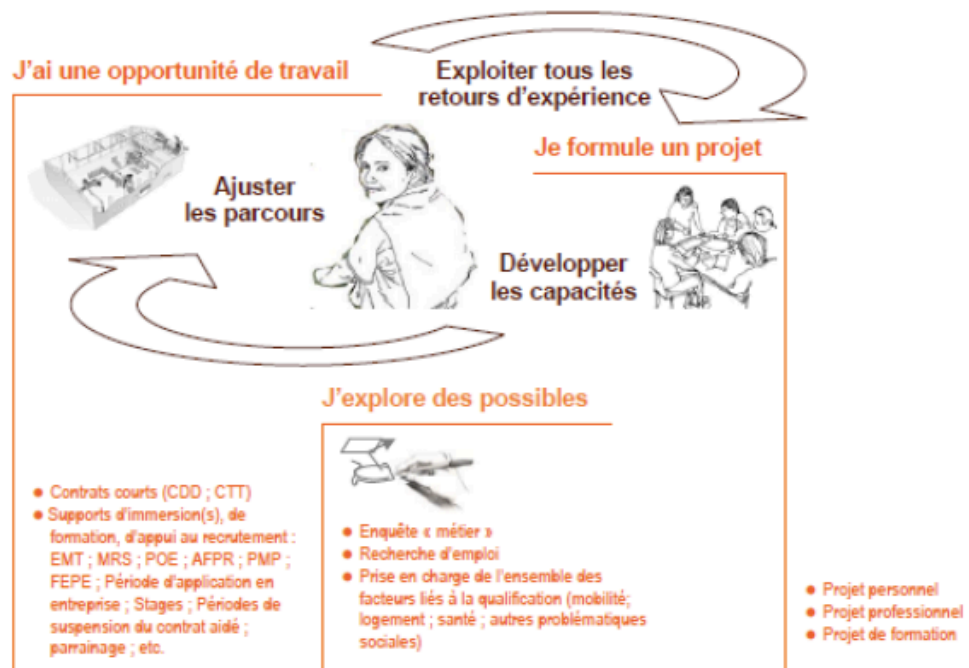 J'ai une opportunité de travail
Exploiter tous les
retours d'expérience
Je formule un projet
Ajuster
les parcours
Développer
les capacités
J'explore des possibles
● Contrats courts (CDD ; CTT)
● Supports d'immersion(s), de
formation, d'appui au recrutement :
EMT ; MRS ; POE ; AFPR ; PMP ;
FEPE ; Période d'application en
entreprise ; Stages ; Périodes de
suspension du contrat aidé ;
parrainage ; etc.
● Enquête « métier »
● Recherche d'emploi
● Prise en charge de l'ensemble des
facteurs liés à la qualification (mobilité;
logement ; santé ; autres problématiques
sociales)
● Projet personnel
● Projet professionnel
● Projet de formation